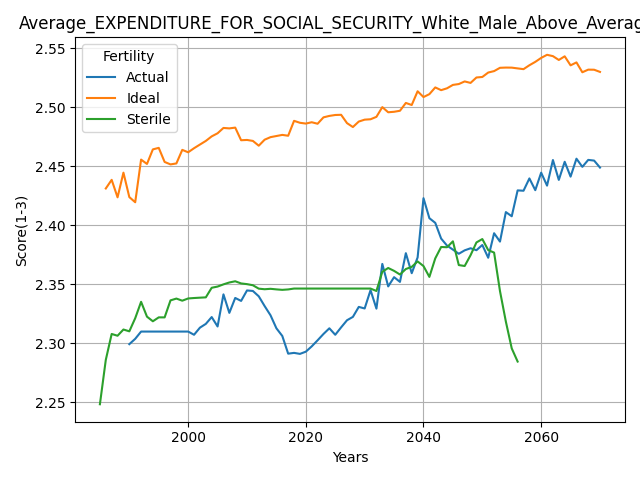 Average_EXPENDITURE_FOR_SOCIAL_SECURITY_White_Male_Above_Averag
Fertility
Actual
Ideal
Sterile
2.55
2.50
2.45
2.40
2.35
2.30
2.25
Score(1-3)
2000 2020 2040 2060
Years